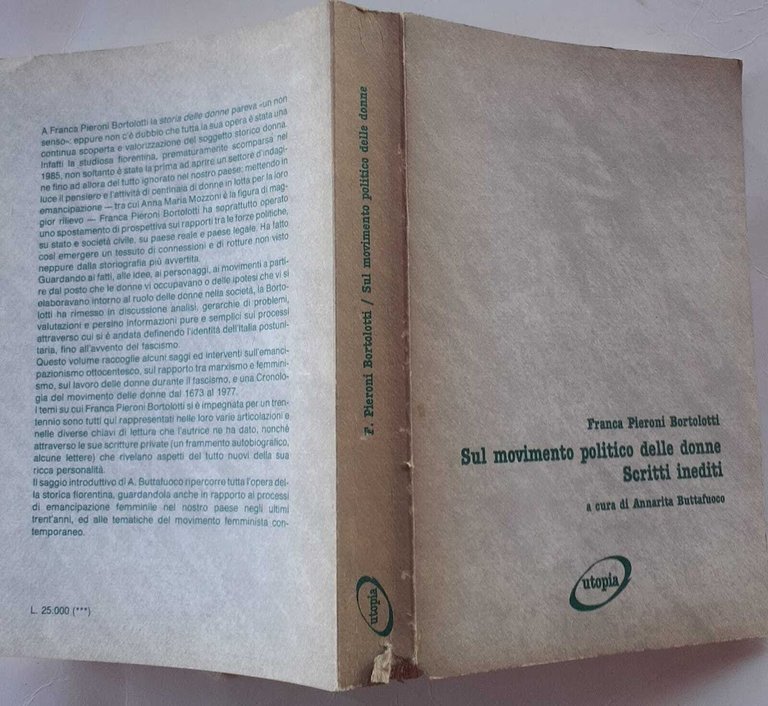 A Franca Pieroni Bortolotti la storia delle donne pareva «un non
senso»: eppure non c'è dubbio che tutta la sua opera è stata una
continua scoperta e valorizzazione del soggetto storico donna.
Infatti la studiosa fiorentina, prematuramente scomparsa nel
1985, non soltanto è stata la prima ad aprire un settore d'indagi-
ne fino ad allora del tutto ignorato nel nostro paese; mettendo in
luce il pensiero e l'attività di centinaia di donne in lotta per la loro
emancipazione — tra cui Anna Maria Mozzoni è la figura di mag-
gior rilievo — Franca Pieroni Bortolotti ha soprattutto operato
uno spostamento di prospettiva sui rapporti tra le forze politiche,
su stato e società civile, su paese reale e paese legale. Ha fatto
così emergere un tessuto di connessioni e di rotture non visto
neppure dalla storiografia più avvertita.
Guardando ai fatti, alle idee, ai personaggi, ai movimenti a parti-
re dal posto che le donne vi occupavano o delle ipotesi che vi si
elaboravano intorno al ruolo delle donne nella società, la Borto-
lotti ha rimesso in discussione analisi, gerarchie di problemi,
valutazioni e persino informazioni pure e semplici sui processi
attraverso cui si è andata definendo l'identità dell'Italia postuni-
taria, fino all'avvento del fascismo.
Questo volume raccoglie alcuni saggi ed interventi sull'emanci-
pazionismo ottocentesco, sul rapporto tra marxismo e femmini-
smo, sul lavoro delle donne durante il fascismo, e una Cronolo-
gia del movimento delle donne dal 1673 al 1977.
I temi su cui Franca Pieroni Bortolotti si è impegnata per un tren-
tennio sono tutti qui rappresentati nelle loro varie articolazioni e
nelle diverse chiavi di lettura che l'autrice ne ha dato, nonché
attraverso le sue scritture private (un frammento autobiografico,
alcune lettere) che rivelano aspetti del tutto nuovi della sua
ricca personalità.
Il saggio introduttivo di A. Buttafuoco ripercorre tutta l'opera del-
la storica fiorentina, guardandola anche in rapporto ai processi
di emancipazione femminile nel nostro paese negli ultimi
trent'anni, ed alle tematiche del movimento femminista con-
temporaneo.
L. 25.000 (***)
F. Pieroni Bortolotti / Sul movimento politico delle donne
utopia
Franca Pieroni Bortolotti
Sul movimento politico delle donne
Scritti inediti
a cura di Annarita Buttafuoco
utopia